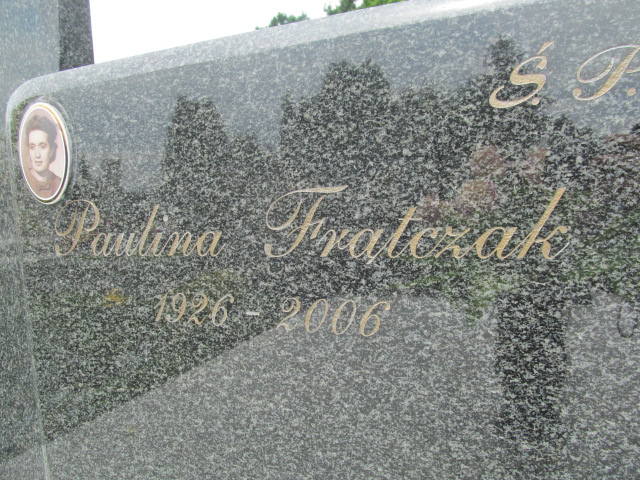 Ś.P.
Paulina Frątczak
1926 - 2006